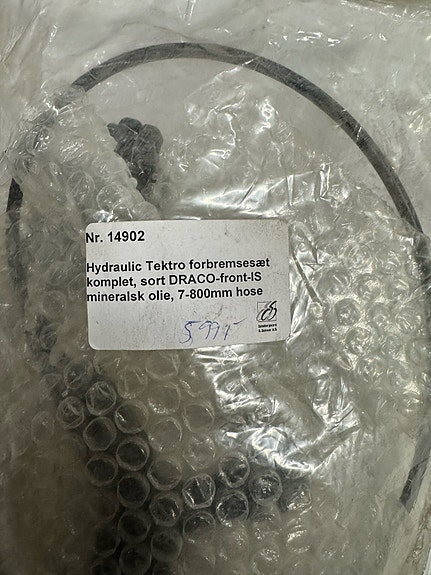 Nr. 14902
Hydraulic Tektro forbremsesæt
komplet, sort DRACO-front-IS
mineralsk olie, 7-800mm hose